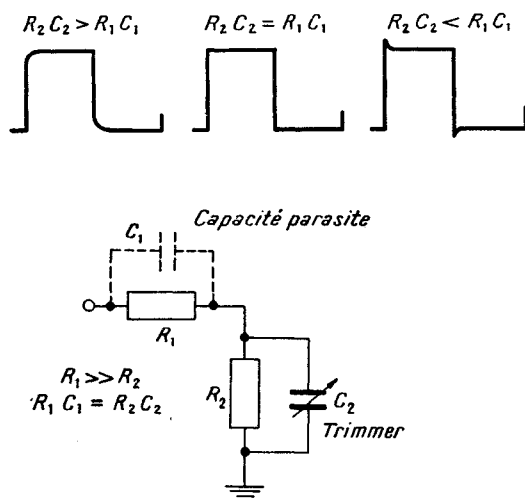 R₂ C₂ > R₁ C₁
R₂ C₂ = R₁ C₁
R₂ C₂ < R₁ C₁
Capacité parasite
C₁
R₁
R₁ >> R₂
R₁ C₁ = R₂ C₂
R₂
C₂
Trimmer